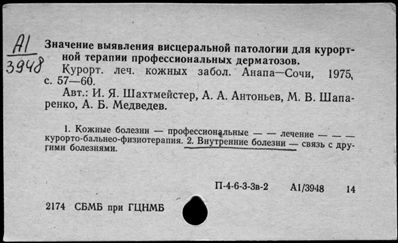 А1
3948
Значение выявления висцеральной патологии для курорт-
ной терапии профессиональных дерматозов.
Курорт. леч. кожных забол. Анапа—Сочи, 1975,
с. 57—60.
Авт.: И. Я. Шахтмейстер, А. А. Антоньев, М. В. Шапа-
ренко, А. Б. Медведев.
1. Кожные болезни — профессиональные — — лечение — — —
курорто-бальнео-физиотерапия. 2. Внутренние болезни — связь с дру-
гими болезнями.
П-4-6-3-3в-2 А1/3948 14
2174 СБМБ при ГЦНМБ